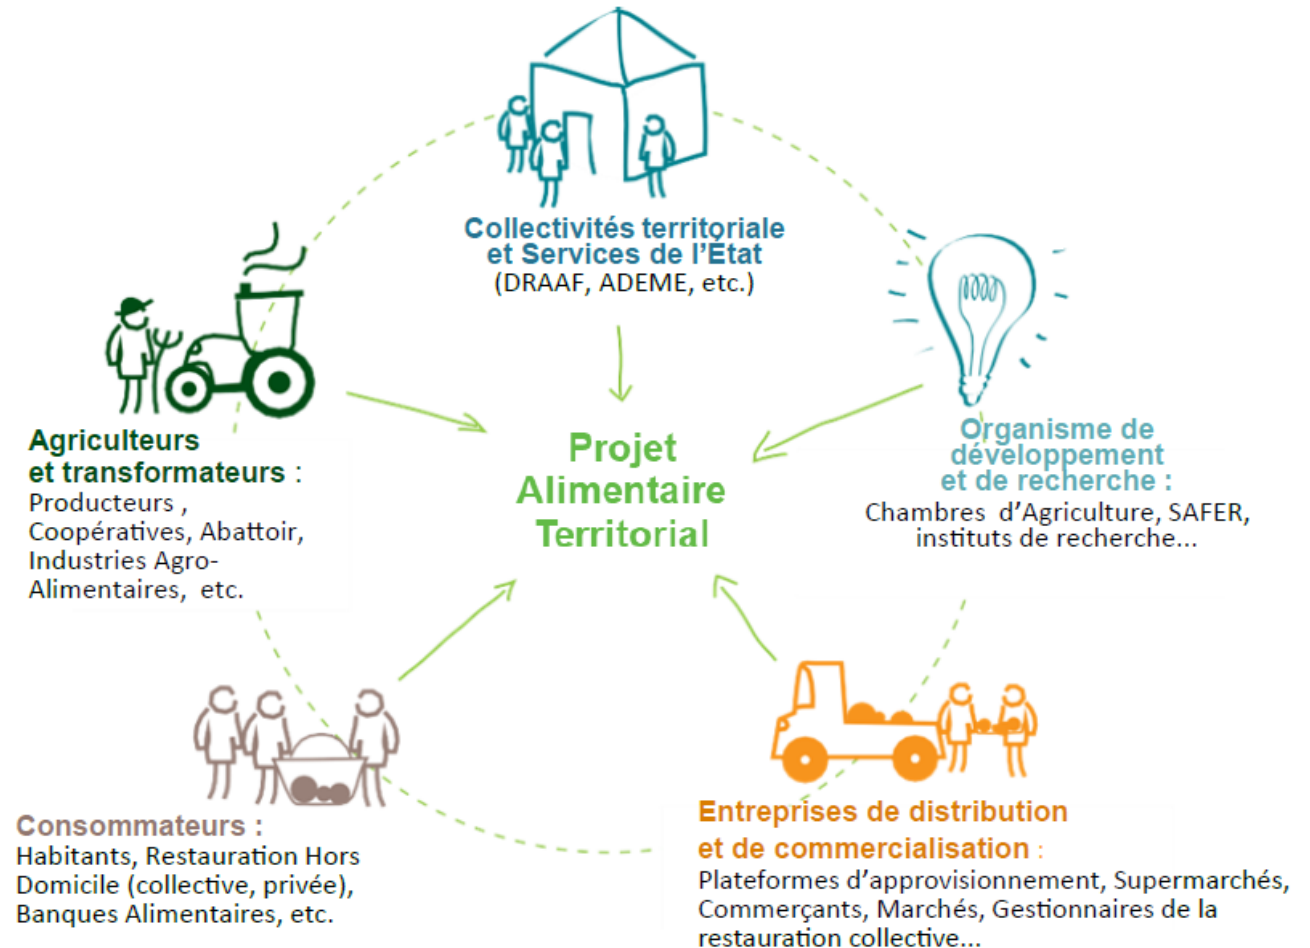 Collectivités territoriale
et Services de l'État
(DRAAF, ADEME, etc.)
Agriculteurs
et transformateurs :
Producteurs ,
Coopératives, Abattoir,
Industries Agro-
Alimentaires, etc.
Projet
Alimentaire
Territorial
Organisme de
développement
et de recherche :
Chambres d'Agriculture, SAFER,
instituts de recherche...
Consommateurs :
Habitants, Restauration Hors
Domicile (collective, privée),
Banques Alimentaires, etc.
Entreprises de distribution
et de commercialisation :
Plateformes d'approvisionnement, Supermarchés,
Commerçants, Marchés, Gestionnaires de la
restauration collective...